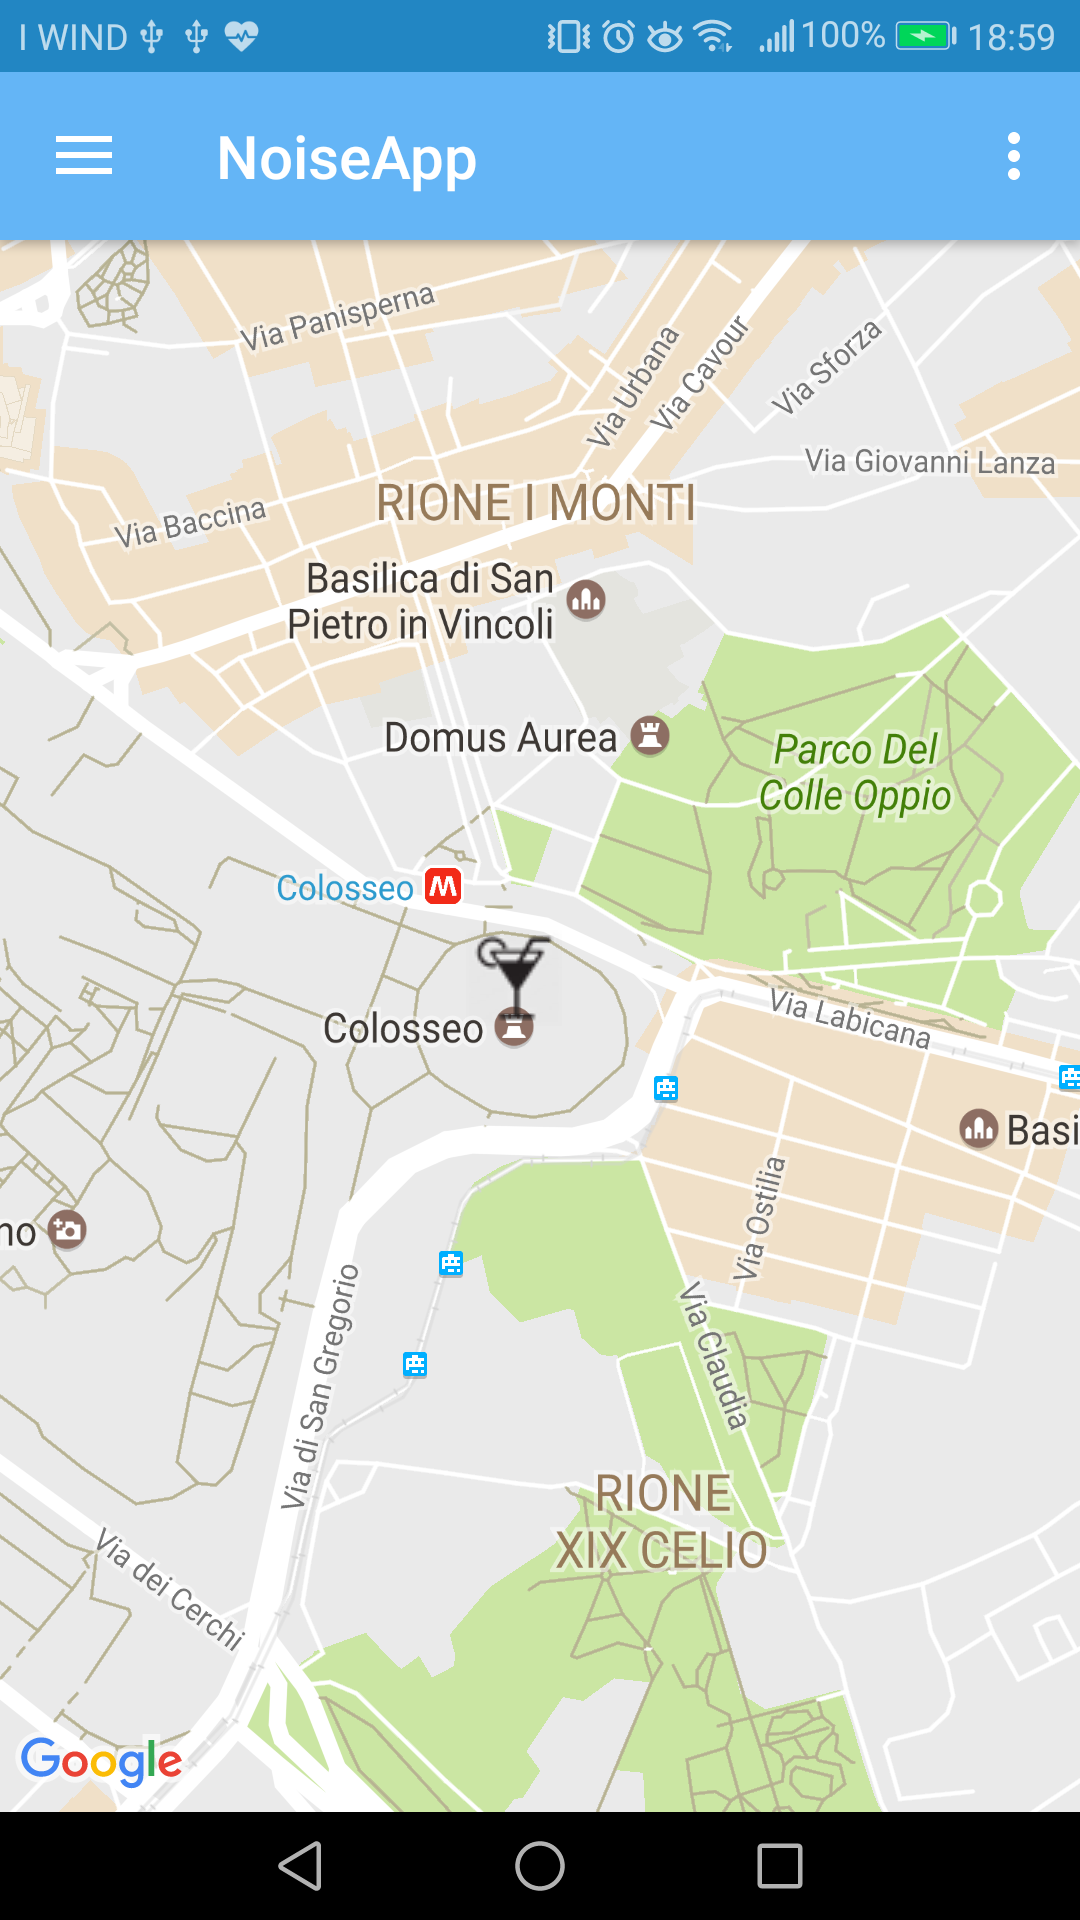 I WIND
100% 18:59
NoiseApp
Via Panisperna
Via Urbana
Via Cavour
Via Sforza
Via Giovanni Lanza
RIONE I MONTI
Via Baccina
Basilica di San
Pietro in Vincoli
Domus Aurea
Parco Del
Colle Oppio
Colosseo
M
Colosseo
Via Labicana
Basi
no
Via Ostilia
Via di San Gregorio
Via Claudia
RIONE
XIX CELIO
Via dei Cerchi
Google